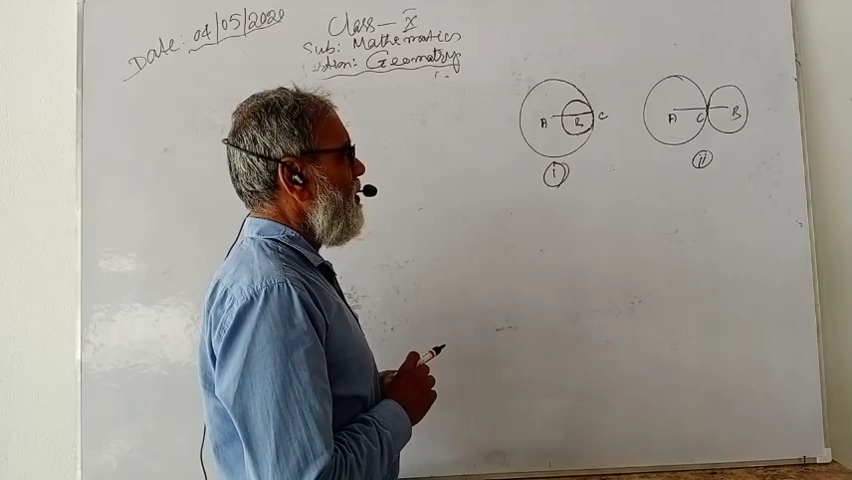 Date: 04/05/2020
Class - X
Sub: Mathematics
Geometry
A B C
A C B
i
ii